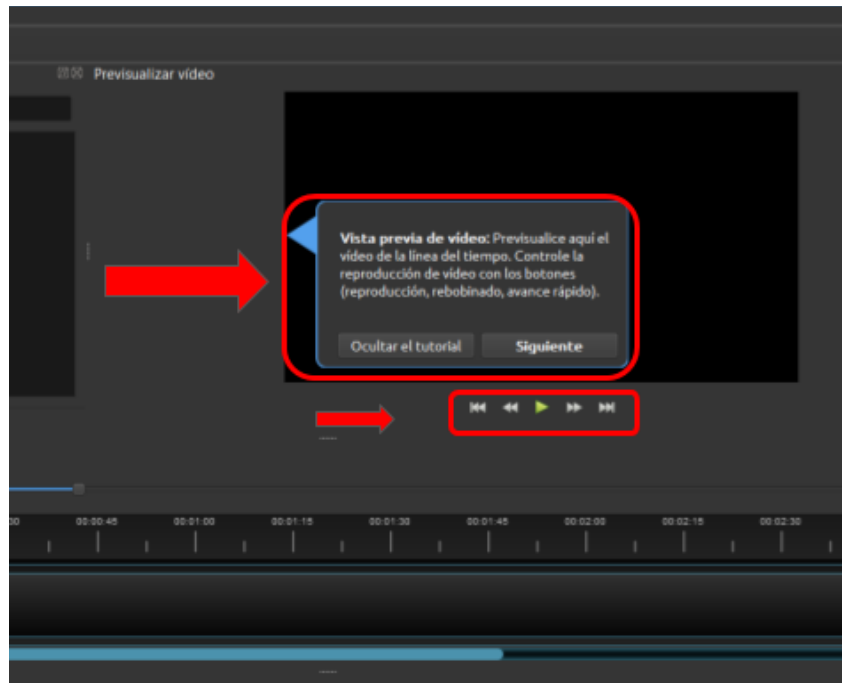 Previsualizar vídeo
Vista previa de vídeo: Previsualice aquí el
vídeo de la línea del tiempo. Controle la
reproducción de vídeo con los botones
(reproducción, rebobinado, avance rápido).
Ocultar el tutorial Siguiente
30 00:00:45 00:01:00 00:01:15 00:01:30 00:01:45 00:02:00 00:02:15 00:02:30